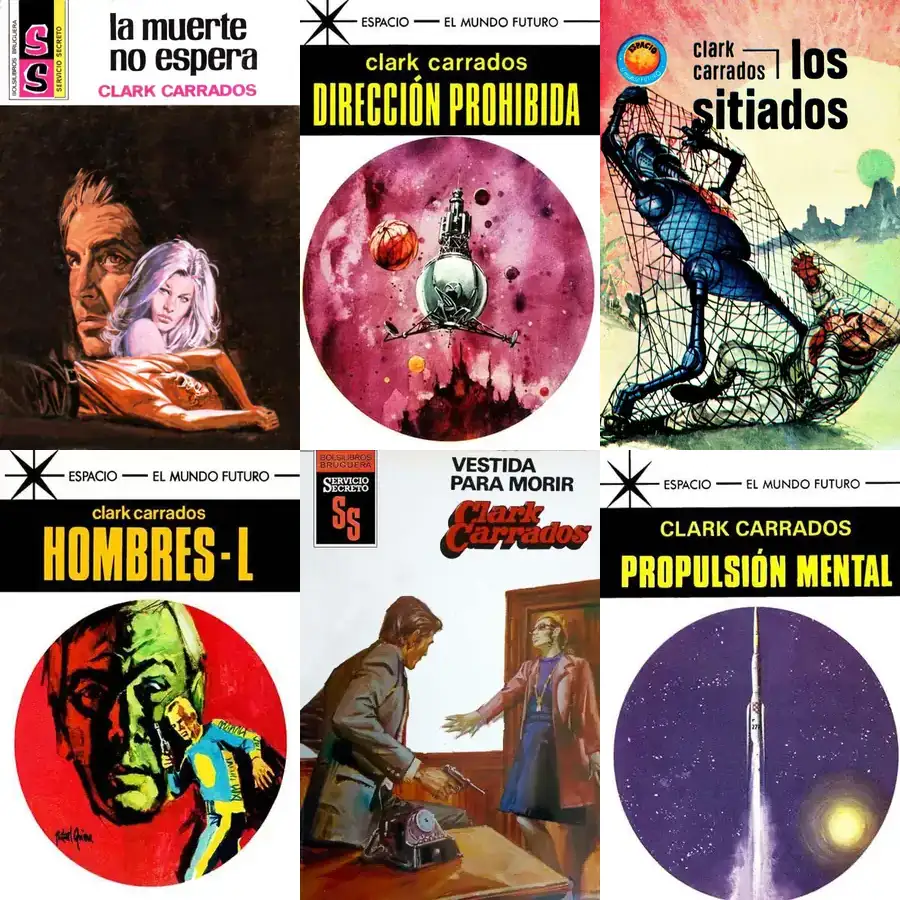 BOLSILIBROS BRUGUERA
SS
SERVICIO SECRETO
la muerte
no espera
CLARK CARRADOS
ESPACIO — EL MUNDO FUTURO
clark carrados
DIRECCIÓN PROHIBIDA
ESPACIO
clark
carrados
los
sitiados
ESPACIO — EL MUNDO FUTURO
clark carrados
HOMBRES-L
BOLSILIBROS
BRUGUERA
SERVICIO
SECRETO
SS
VESTIDA
PARA MORIR
Clark
Carrados
ESPACIO — EL MUNDO FUTURO
CLARK CARRADOS
PROPULSIÓN MENTAL